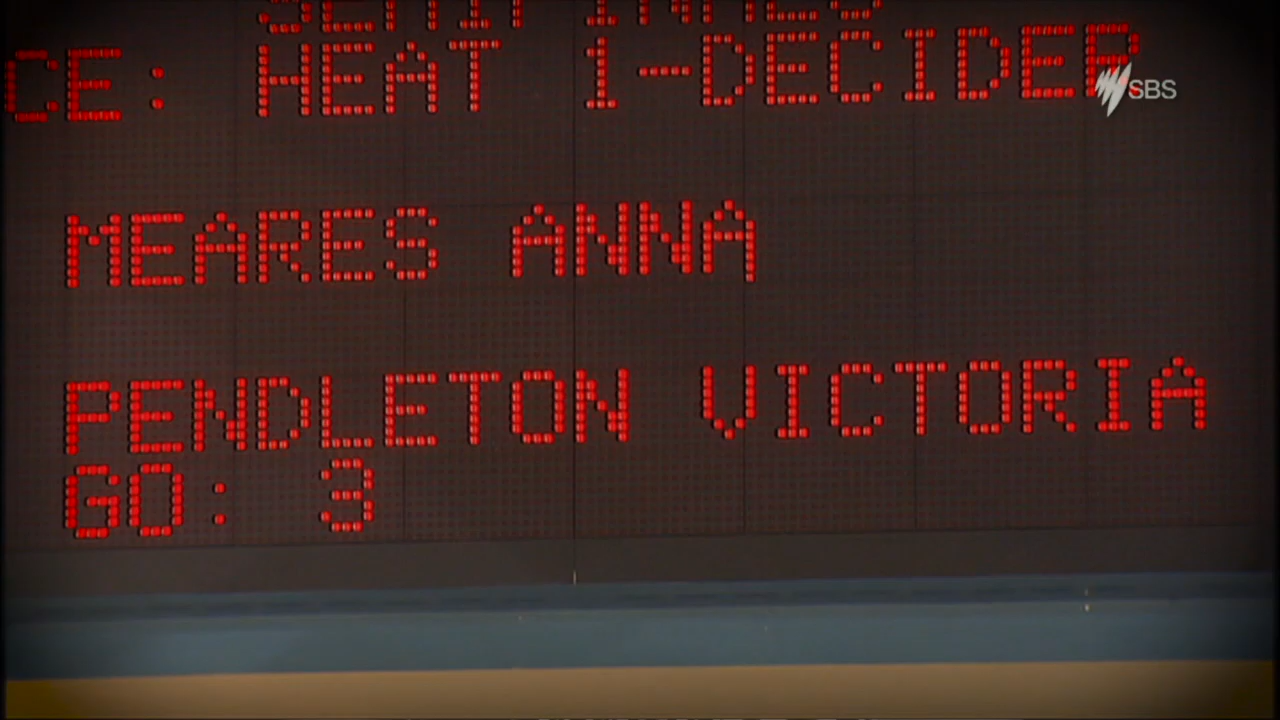 CE: HEAT 1-DECIDER
SBS
MEARES ANNA
PENDLETON VICTORIA
GO: 3